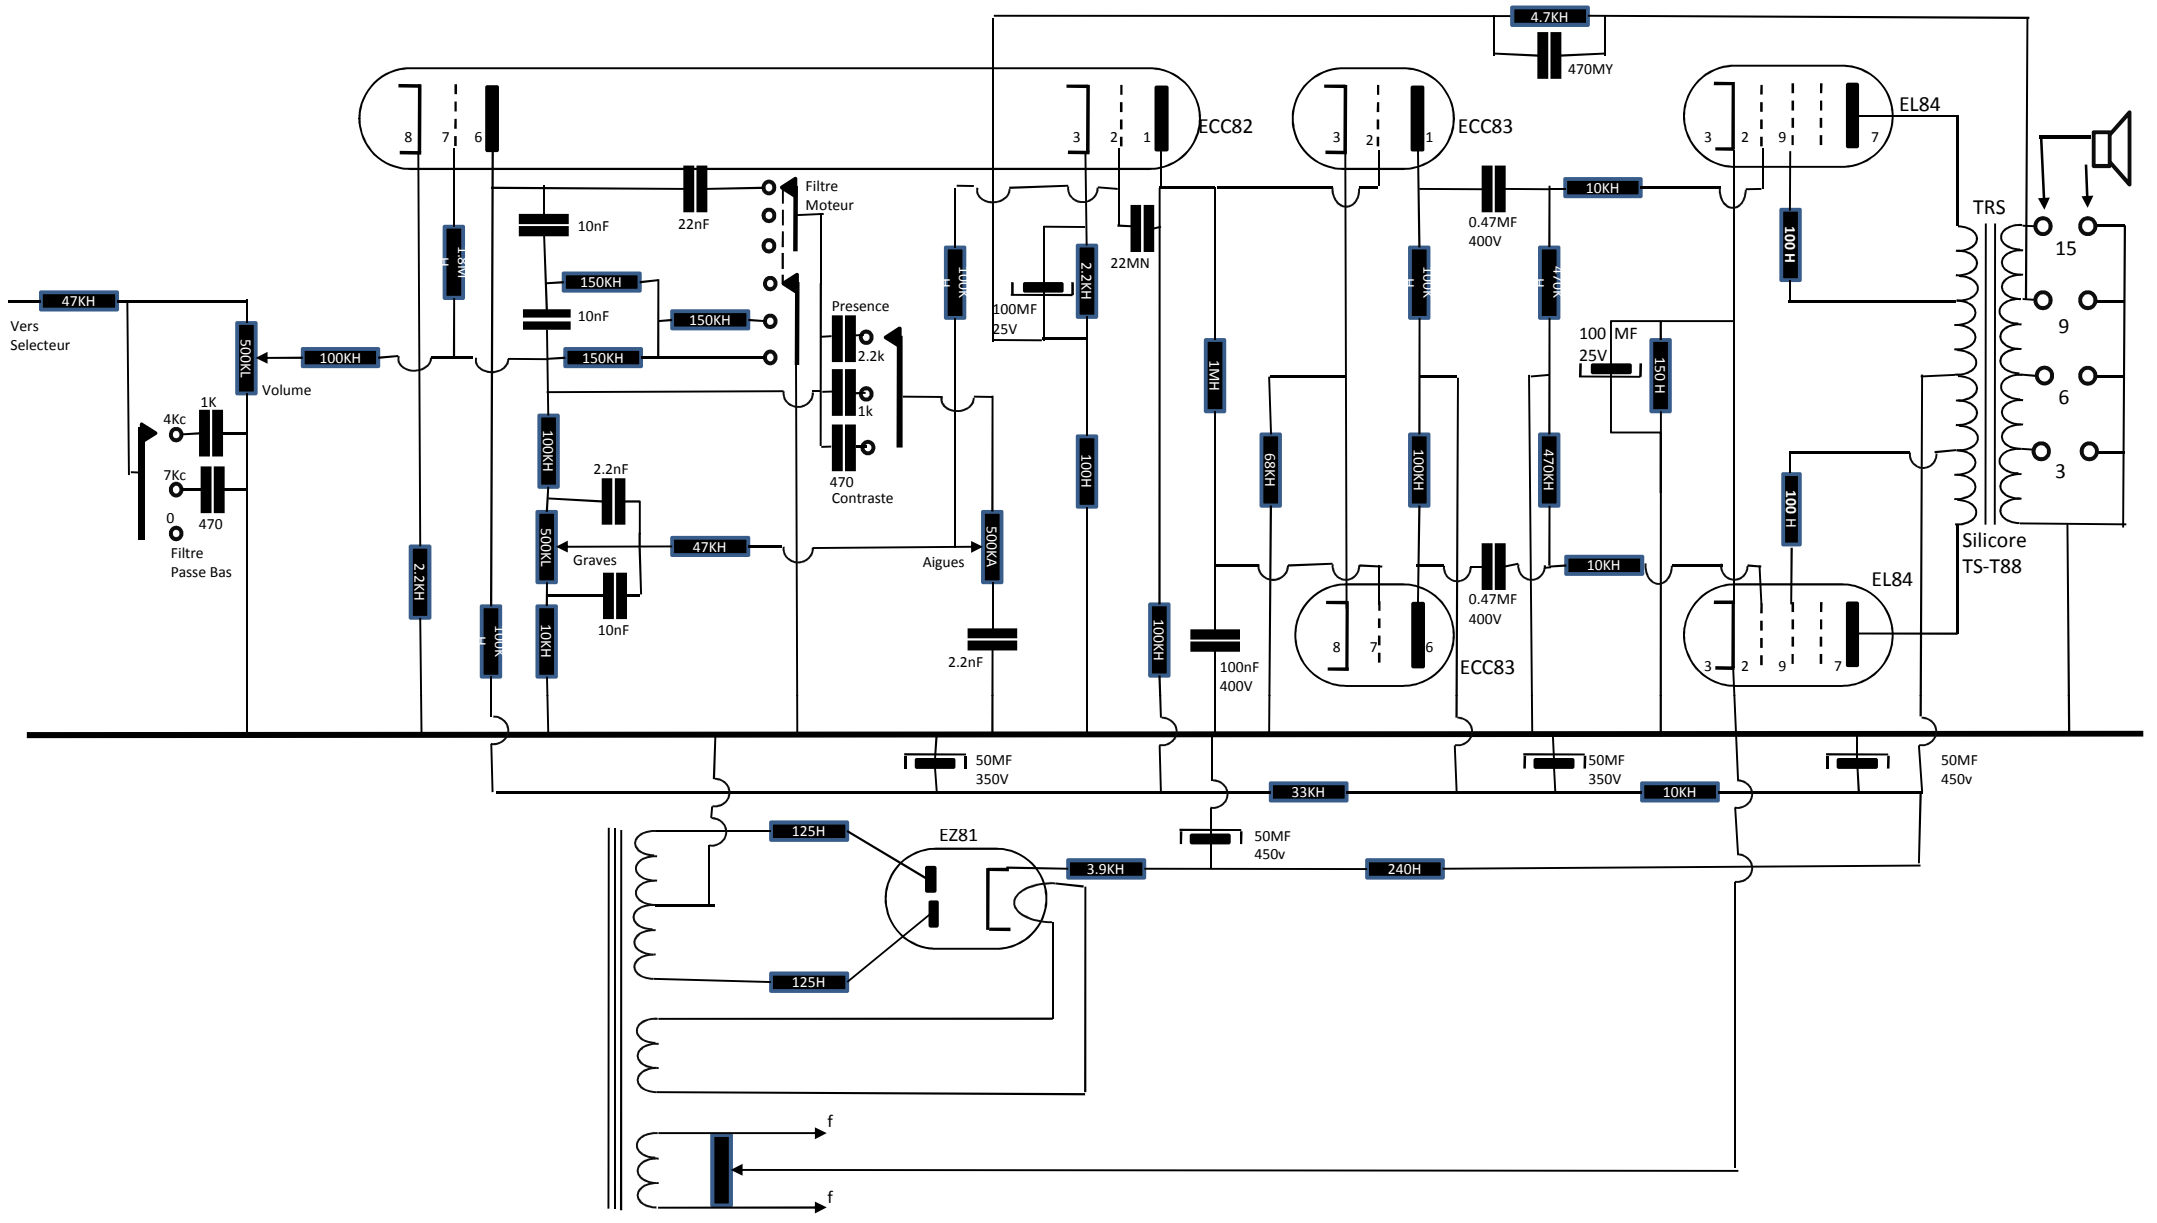 4.7KH
470MY
8
7
6
3
2
1
ECC82
3
2
1
ECC83
3
2
9
7
EL84
Filtre
Moteur
22nF
10nF
1.8M
H
150KH
10nF
150KH
150KH
47KH
Vers
Selecteur
500KL
Volume
100KH
4Kc
1K
7Kc
470
0
Filtre
Passe Bas
Presence
2.2k
1k
470
Contraste
100K
H
100MF
25V
2.2KH
22MN
0.47MF
400V
10KH
100K
H
470K
H
100 MF
25V
150 H
100 H
TRS
15
9
6
3
Silicore
TS-T88
1MH
68KH
100KH
470KH
100 H
100H
100KH
2.2nF
500KL
Graves
47KH
Aigues
500KA
10nF
10KH
2.2KH
100K
H
2.2nF
100KH
100nF
400V
8
7
6
ECC83
0.47MF
400V
10KH
3
2
9
7
EL84
50MF
350V
50MF
350V
50MF
450v
33KH
10KH
125H
EZ81
3.9KH
50MF
450v
240H
125H
f
f